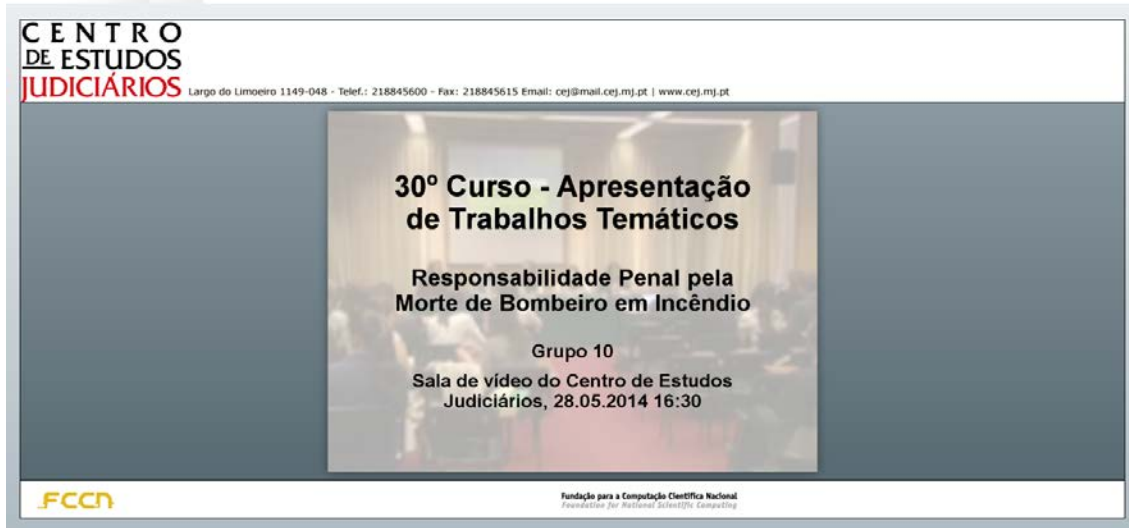 CENTRO
DE ESTUDOS
JUDICIÁRIOS Largo do Limoeiro 1149-048 - Telef.: 218845600 - Fax: 218845615 Email: cej@mail.cej.mj.pt | www.cej.mj.pt
30º Curso - Apresentação
de Trabalhos Temáticos
Responsabilidade Penal pela
Morte de Bombeiro em Incêndio
Grupo 10
Sala de vídeo do Centro de Estudos
Judiciários, 28.05.2014 16:30
FCCN
Fundação para a Computação Científica Nacional
Foundation for National Scientific Computing